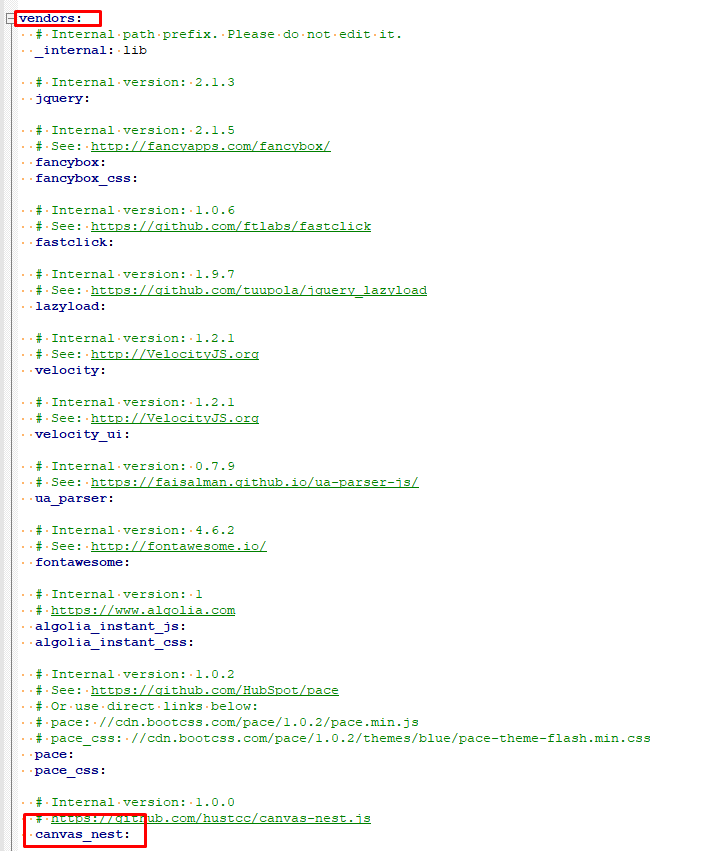 vendors:
# Internal path prefix. Please do not edit it.
_internal: lib
# Internal version: 2.1.3
jquery:
# Internal version: 2.1.5
# See: http://fancyapps.com/fancybox/
fancybox:
fancybox_css:
# Internal version: 1.0.6
# See: https://github.com/ftlabs/fastclick
fastclick:
# Internal version: 1.9.7
# See: https://github.com/tuupola/jquery_lazyload
lazyload:
# Internal version: 1.2.1
# See: http://VelocityJS.org
velocity:
# Internal version: 1.2.1
# See: http://VelocityJS.org
velocity_ui:
# Internal version: 0.7.9
# See: https://faisalman.github.io/ua-parser-js/
ua_parser:
# Internal version: 4.6.2
# See: http://fontawesome.io/
fontawesome:
# Internal version: 1
# https://www.algolia.com
algolia_instant_js:
algolia_instant_css:
# Internal version: 1.0.2
# See: https://github.com/HubSpot/pace
# Or use direct links below:
# pace: //cdn.bootcss.com/pace/1.0.2/pace.min.js
# pace_css: //cdn.bootcss.com/pace/1.0.2/themes/blue/pace-theme-flash.min.css
pace:
pace_css:
# Internal version: 1.0.0
# https://github.com/hustcc/canvas-nest.js
canvas_nest: